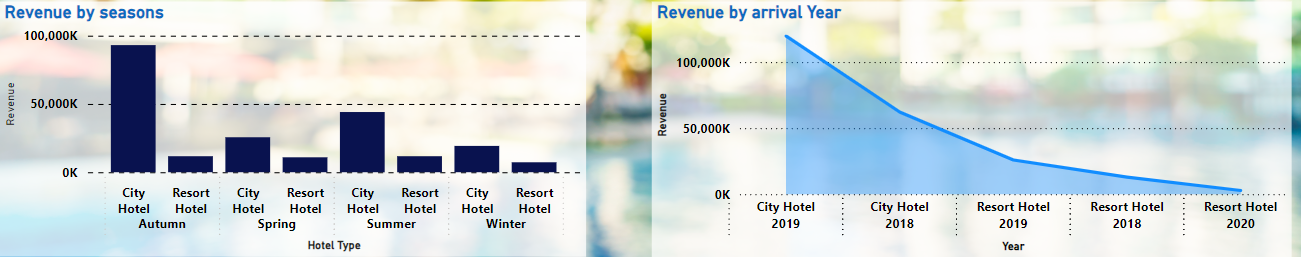 Revenue by seasons
100,000K
50,000K
0K
Revenue
City Hotel
Resort Hotel
City Hotel
Resort Hotel
City Hotel
Resort Hotel
City Hotel
Resort Hotel
Autumn
Spring
Summer
Winter
Hotel Type
Revenue by arrival Year
100,000K
50,000K
0K
Revenue
City Hotel
2019
City Hotel
2018
Resort Hotel
2019
Resort Hotel
2018
Resort Hotel
2020
Year